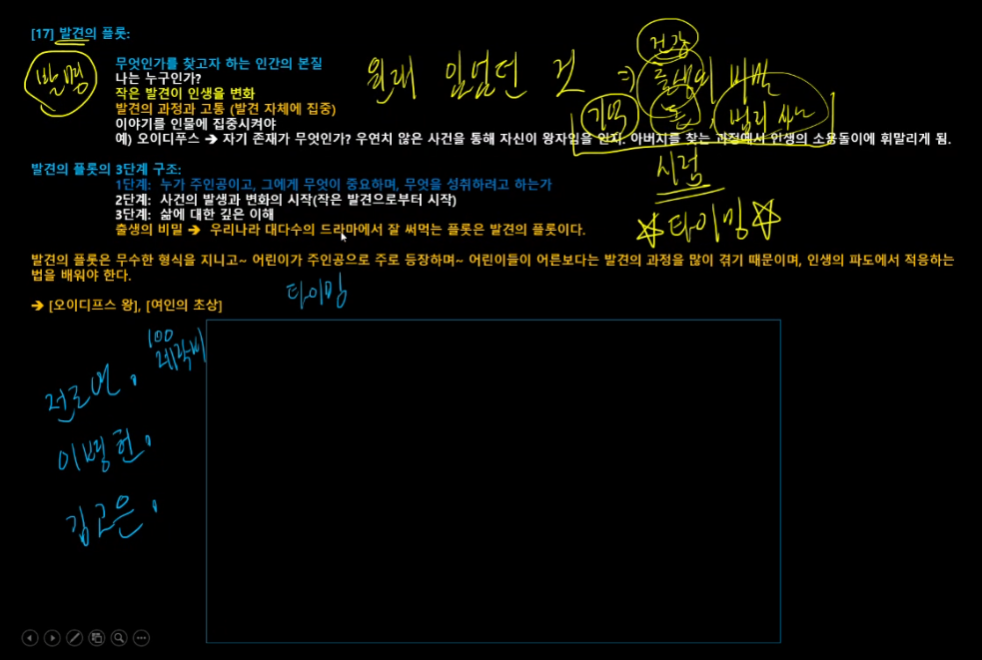 [17] 발견의 플롯:
발명
무엇인가를 찾고자 하는 인간의 본질
나는 누구인가?
작은 발견이 인생을 변화
발견의 과정과 고통 (발견 자체에 집중)
이야기를 인물에 집중시켜야
예) 오이디푸스 ➔ 자기 존재가 무엇인가? 우연치 않은 사건을 통해 자신이 왕자임을 인지. 아버지를 찾는 과정에서 인생의 소용돌이에 휘말리게 됨.
원래 있었던 것
건강
출생의 비밀
기억 돈, 범인
시점
☆타이밍☆
발견의 플롯의 3단계 구조:
1단계: 누가 주인공이고, 그에게 무엇이 중요하며, 무엇을 성취하려고 하는가
2단계: 사건의 발생과 변화의 시작(작은 발견으로부터 시작)
3단계: 삶에 대한 깊은 이해
출생의 비밀 ➔ 우리나라 대다수의 드라마에서 잘 써먹는 플롯은 발견의 플롯이다.
발견의 플롯은 무수한 형식을 지니고~ 어린이가 주인공으로 주로 등장하며~ 어린이들이 어른보다는 발견의 과정을 많이 겪기 때문이며, 인생의 파도에서 적응하는
법을 배워야 한다.
타이밍
➔ [오이디프스 왕], [여인의 초상]
100
제작비
전도연.
이병헌.
김고은.